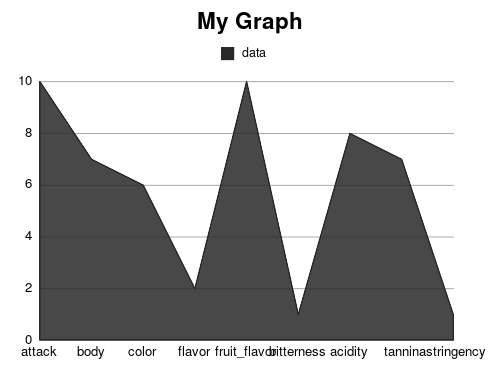 My Graph
data
10
8
6
4
2
0
attack body color flavor fruit_flavor bitterness acidity tannin astringency